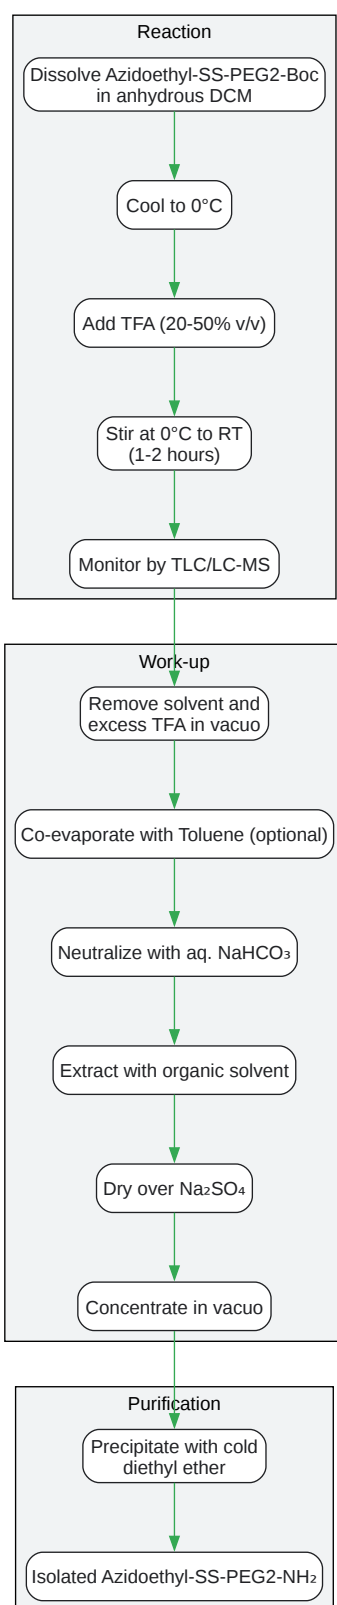 Reaction
Dissolve Azidoethyl-SS-PEG2-Boc
in anhydrous DCM
Cool to 0°C
Add TFA (20-50% v/v)
Stir at 0°C to RT
(1-2 hours)
Monitor by TLC/LC-MS
Work-up
Remove solvent and
excess TFA in vacuo
Co-evaporate with Toluene (optional)
Neutralize with aq. NaHCO₃
Extract with organic solvent
Dry over Na₂SO₄
Concentrate in vacuo
Purification
Precipitate with cold
diethyl ether
Isolated Azidoethyl-SS-PEG2-NH₂